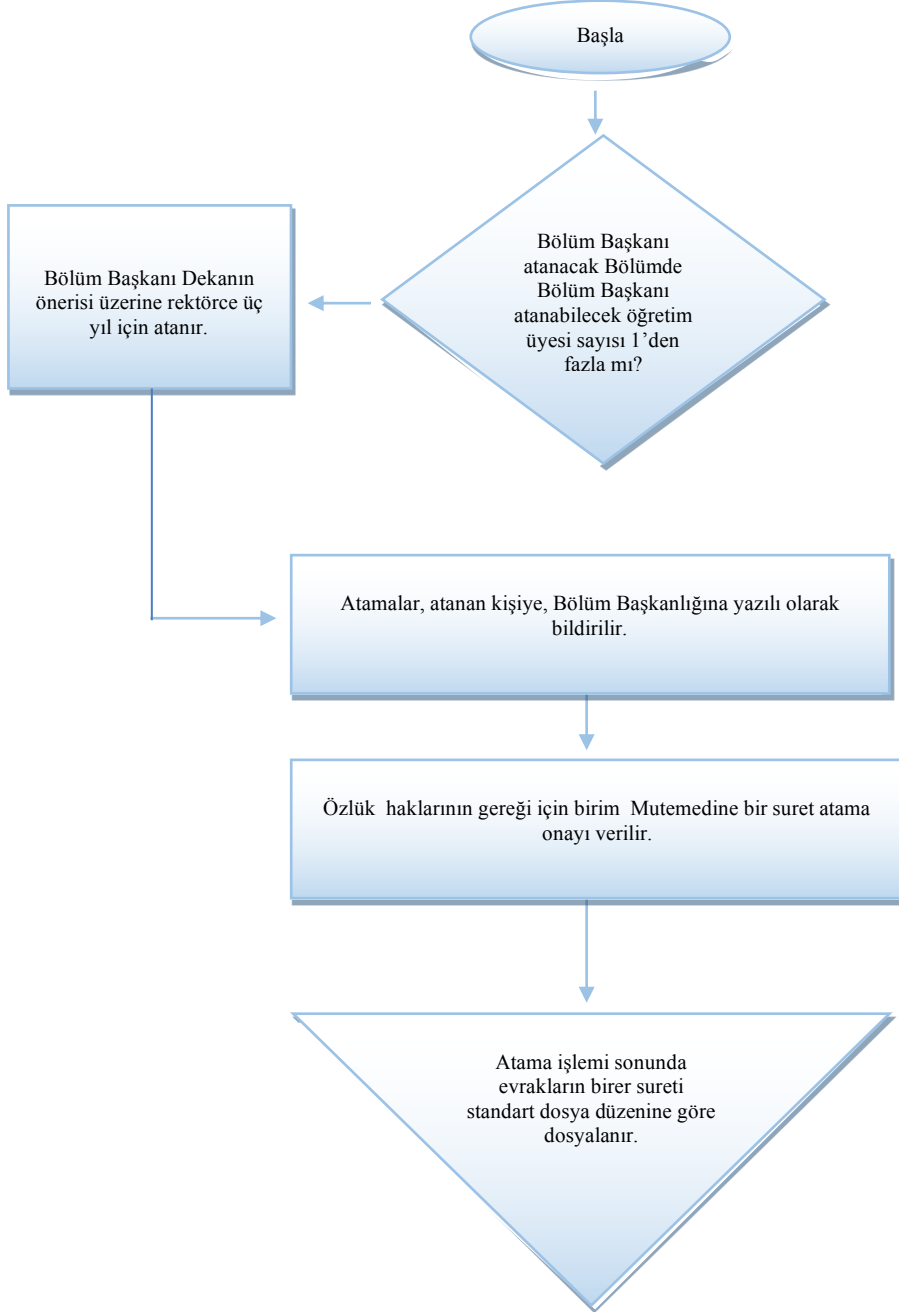 Başla
Bölüm Başkanı
atanacak Bölümde
Bölüm Başkanı
atanabilecek öğretim
üyesi sayısı 1’den
fazla mı?
Bölüm Başkanı Dekanın
önerisi üzerine rektörce üç
yıl için atanır.
Atamalar, atanan kişiye, Bölüm Başkanlığına yazılı olarak
bildirilir.
Özlük haklarının gereği için birim Mutemedine bir suret atama
onayı verilir.
Atama işlemi sonunda
evrakların birer sureti
standart dosya düzenine göre
dosyalanır.